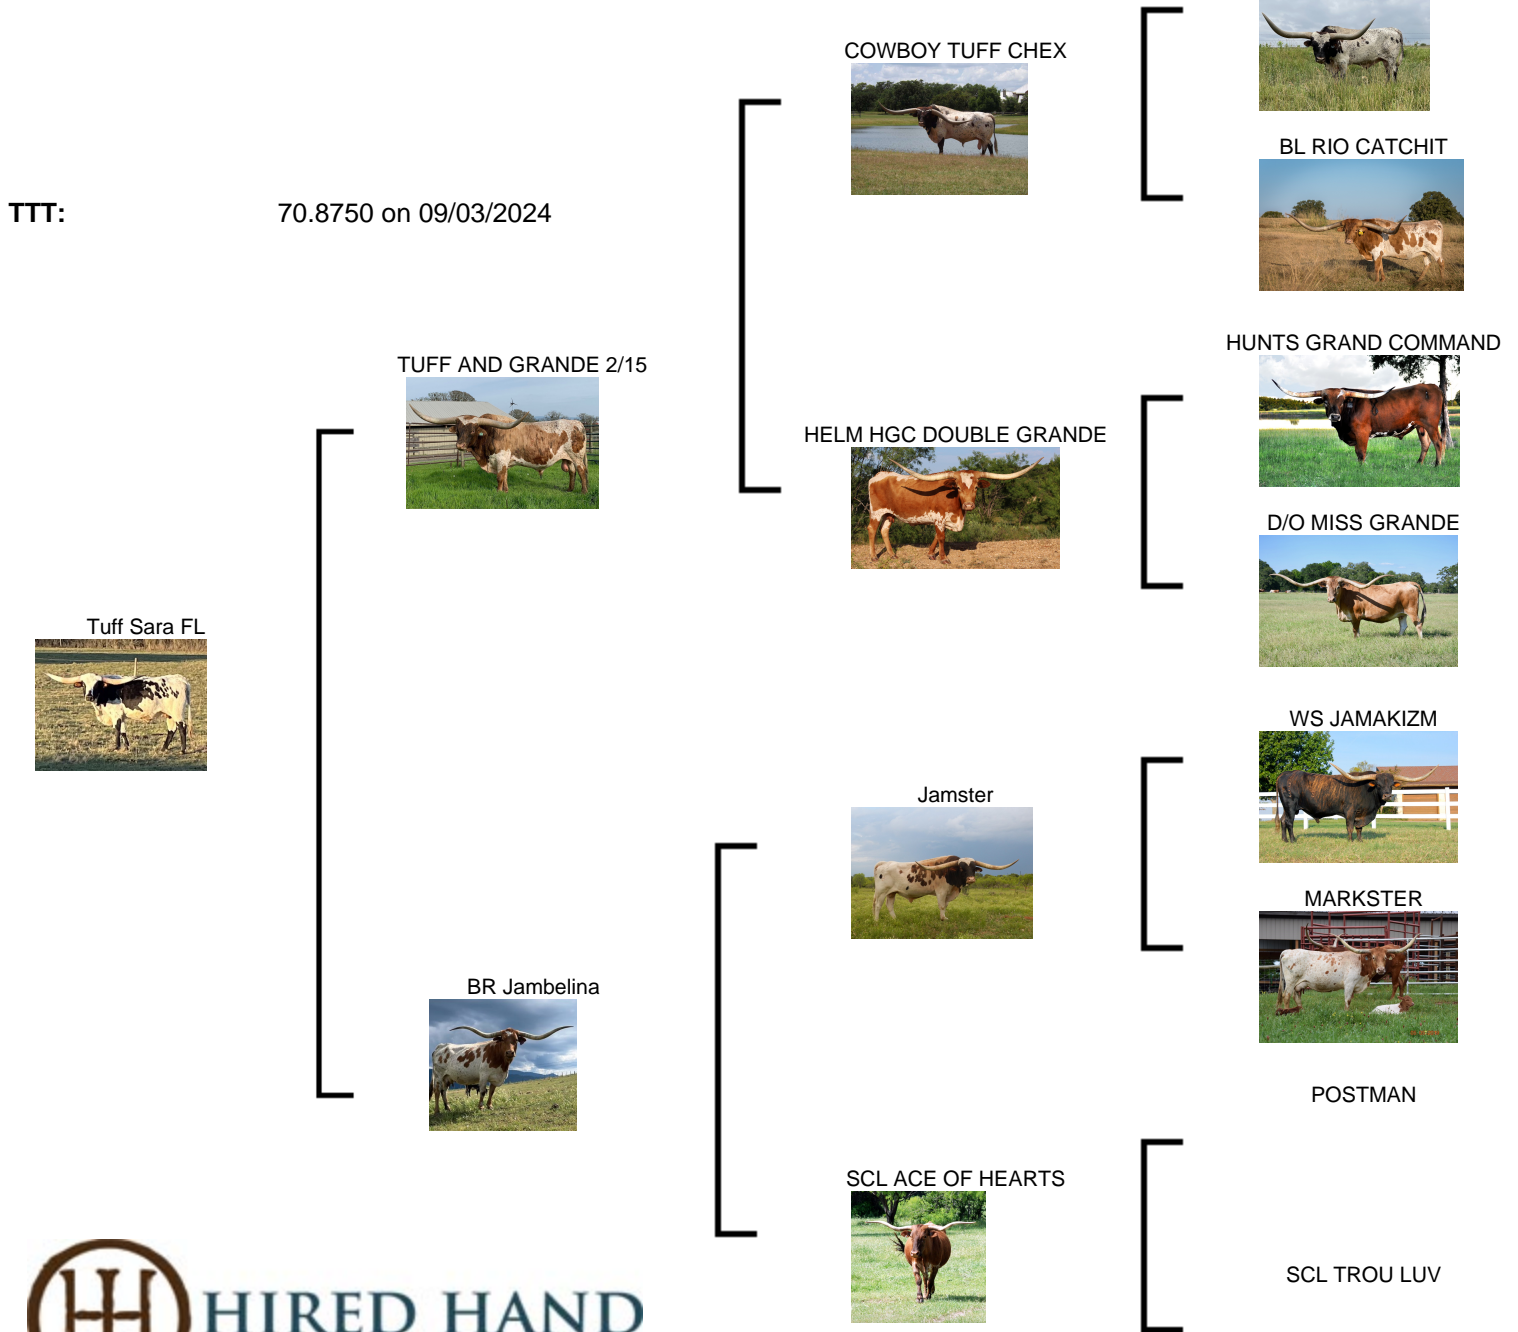 COWBOY TUFF CHEX
BL RIO CATCHIT
TTT: 70.8750 on 09/03/2024
HUNTS GRAND COMMAND
TUFF AND GRANDE 2/15
HELM HGC DOUBLE GRANDE
D/O MISS GRANDE
Tuff Sara FL
WS JAMAKIZM
Jamster
MARKSTER
BR Jambelina
POSTMAN
SCL ACE OF HEARTS
SCL TROU LUV
HIRED HAND